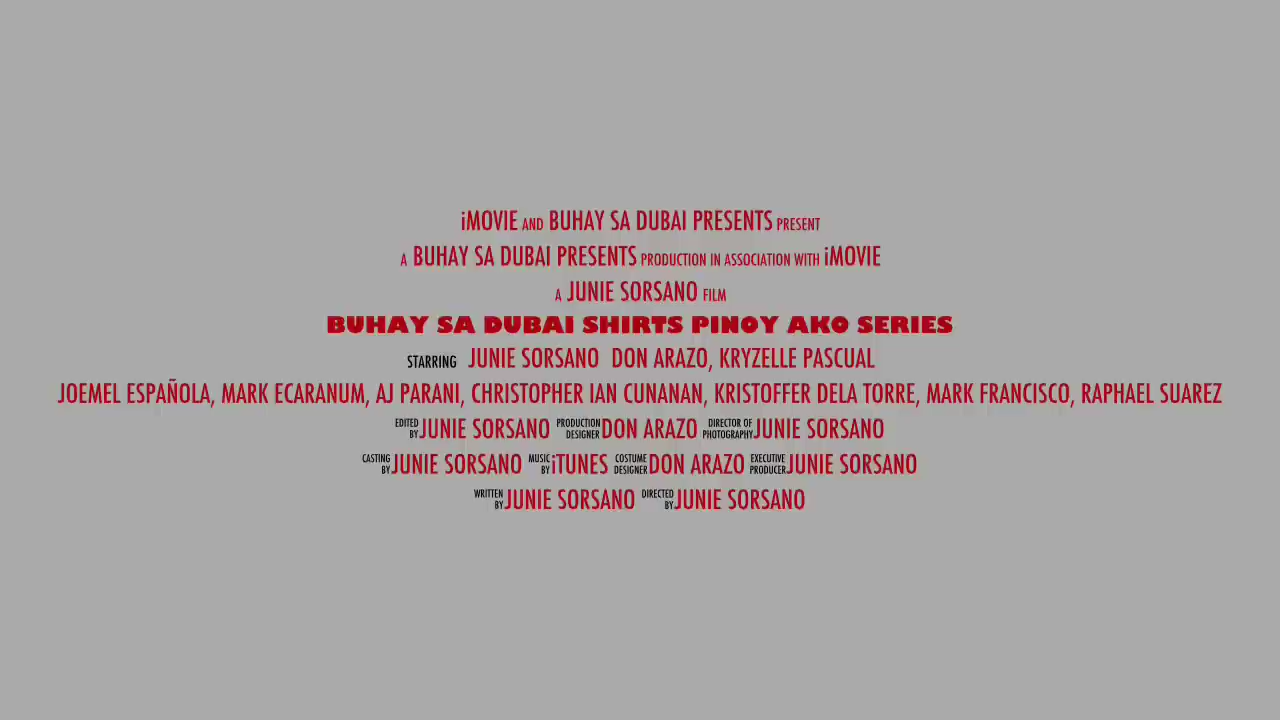 iMOVIE AND BUHAY SA DUBAI PRESENTS PRESENT
A BUHAY SA DUBAI PRESENTS PRODUCTION IN ASSOCIATION WITH iMOVIE
A JUNIE SORSANO FILM
BUHAY SA DUBAI SHIRTS PINOY AKO SERIES
STARRING JUNIE SORSANO DON ARAZO, KRYZELLE PASCUAL
JOEMEL ESPAÑOLA, MARK ECARANUM, AJ PARANI, CHRISTOPHER IAN CUNANAN, KRISTOFFER DELA TORRE, MARK FRANCISCO, RAPHAEL SUAREZ
EDITED BY JUNIE SORSANO PRODUCTION DESIGNER DON ARAZO DIRECTOR OF PHOTOGRAPHY JUNIE SORSANO
CASTING BY JUNIE SORSANO MUSIC BY iTUNES COSTUME DESIGNER DON ARAZO EXECUTIVE PRODUCER JUNIE SORSANO
WRITTEN BY JUNIE SORSANO DIRECTED BY JUNIE SORSANO